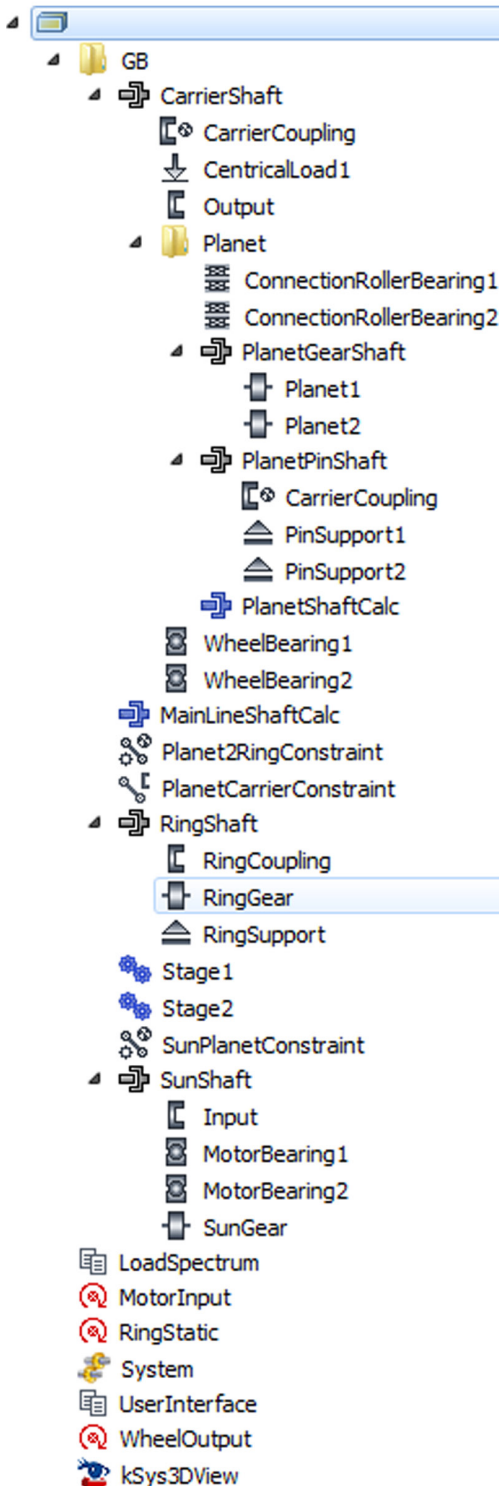 GB
CarrierShaft
CarrierCoupling
CentricalLoad1
Output
Planet
ConnectionRollerBearing1
ConnectionRollerBearing2
PlanetGearShaft
Planet1
Planet2
PlanetPinShaft
CarrierCoupling
PinSupport1
PinSupport2
PlanetShaftCalc
WheelBearing1
WheelBearing2
MainLineShaftCalc
Planet2RingConstraint
PlanetCarrierConstraint
RingShaft
RingCoupling
RingGear
RingSupport
Stage1
Stage2
SunPlanetConstraint
SunShaft
Input
MotorBearing1
MotorBearing2
SunGear
LoadSpectrum
MotorInput
RingStatic
System
UserInterface
WheelOutput
kSys3DView